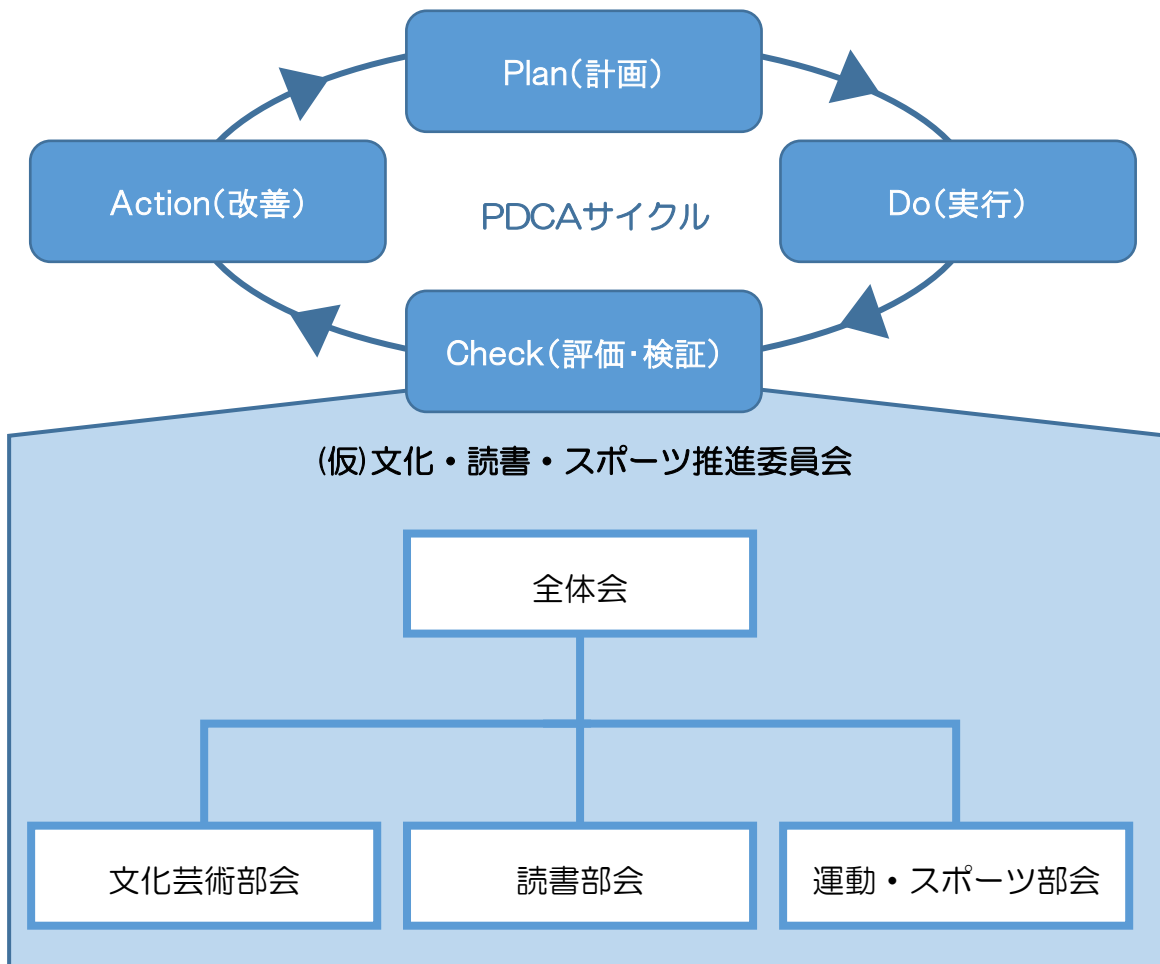 Plan(計画)
Action(改善)
Do(実行)
PDCAサイクル
Check(評価・検証)
(仮)文化・読書・スポーツ推進委員会
全体会
文化芸術部会
読書部会
運動・スポーツ部会